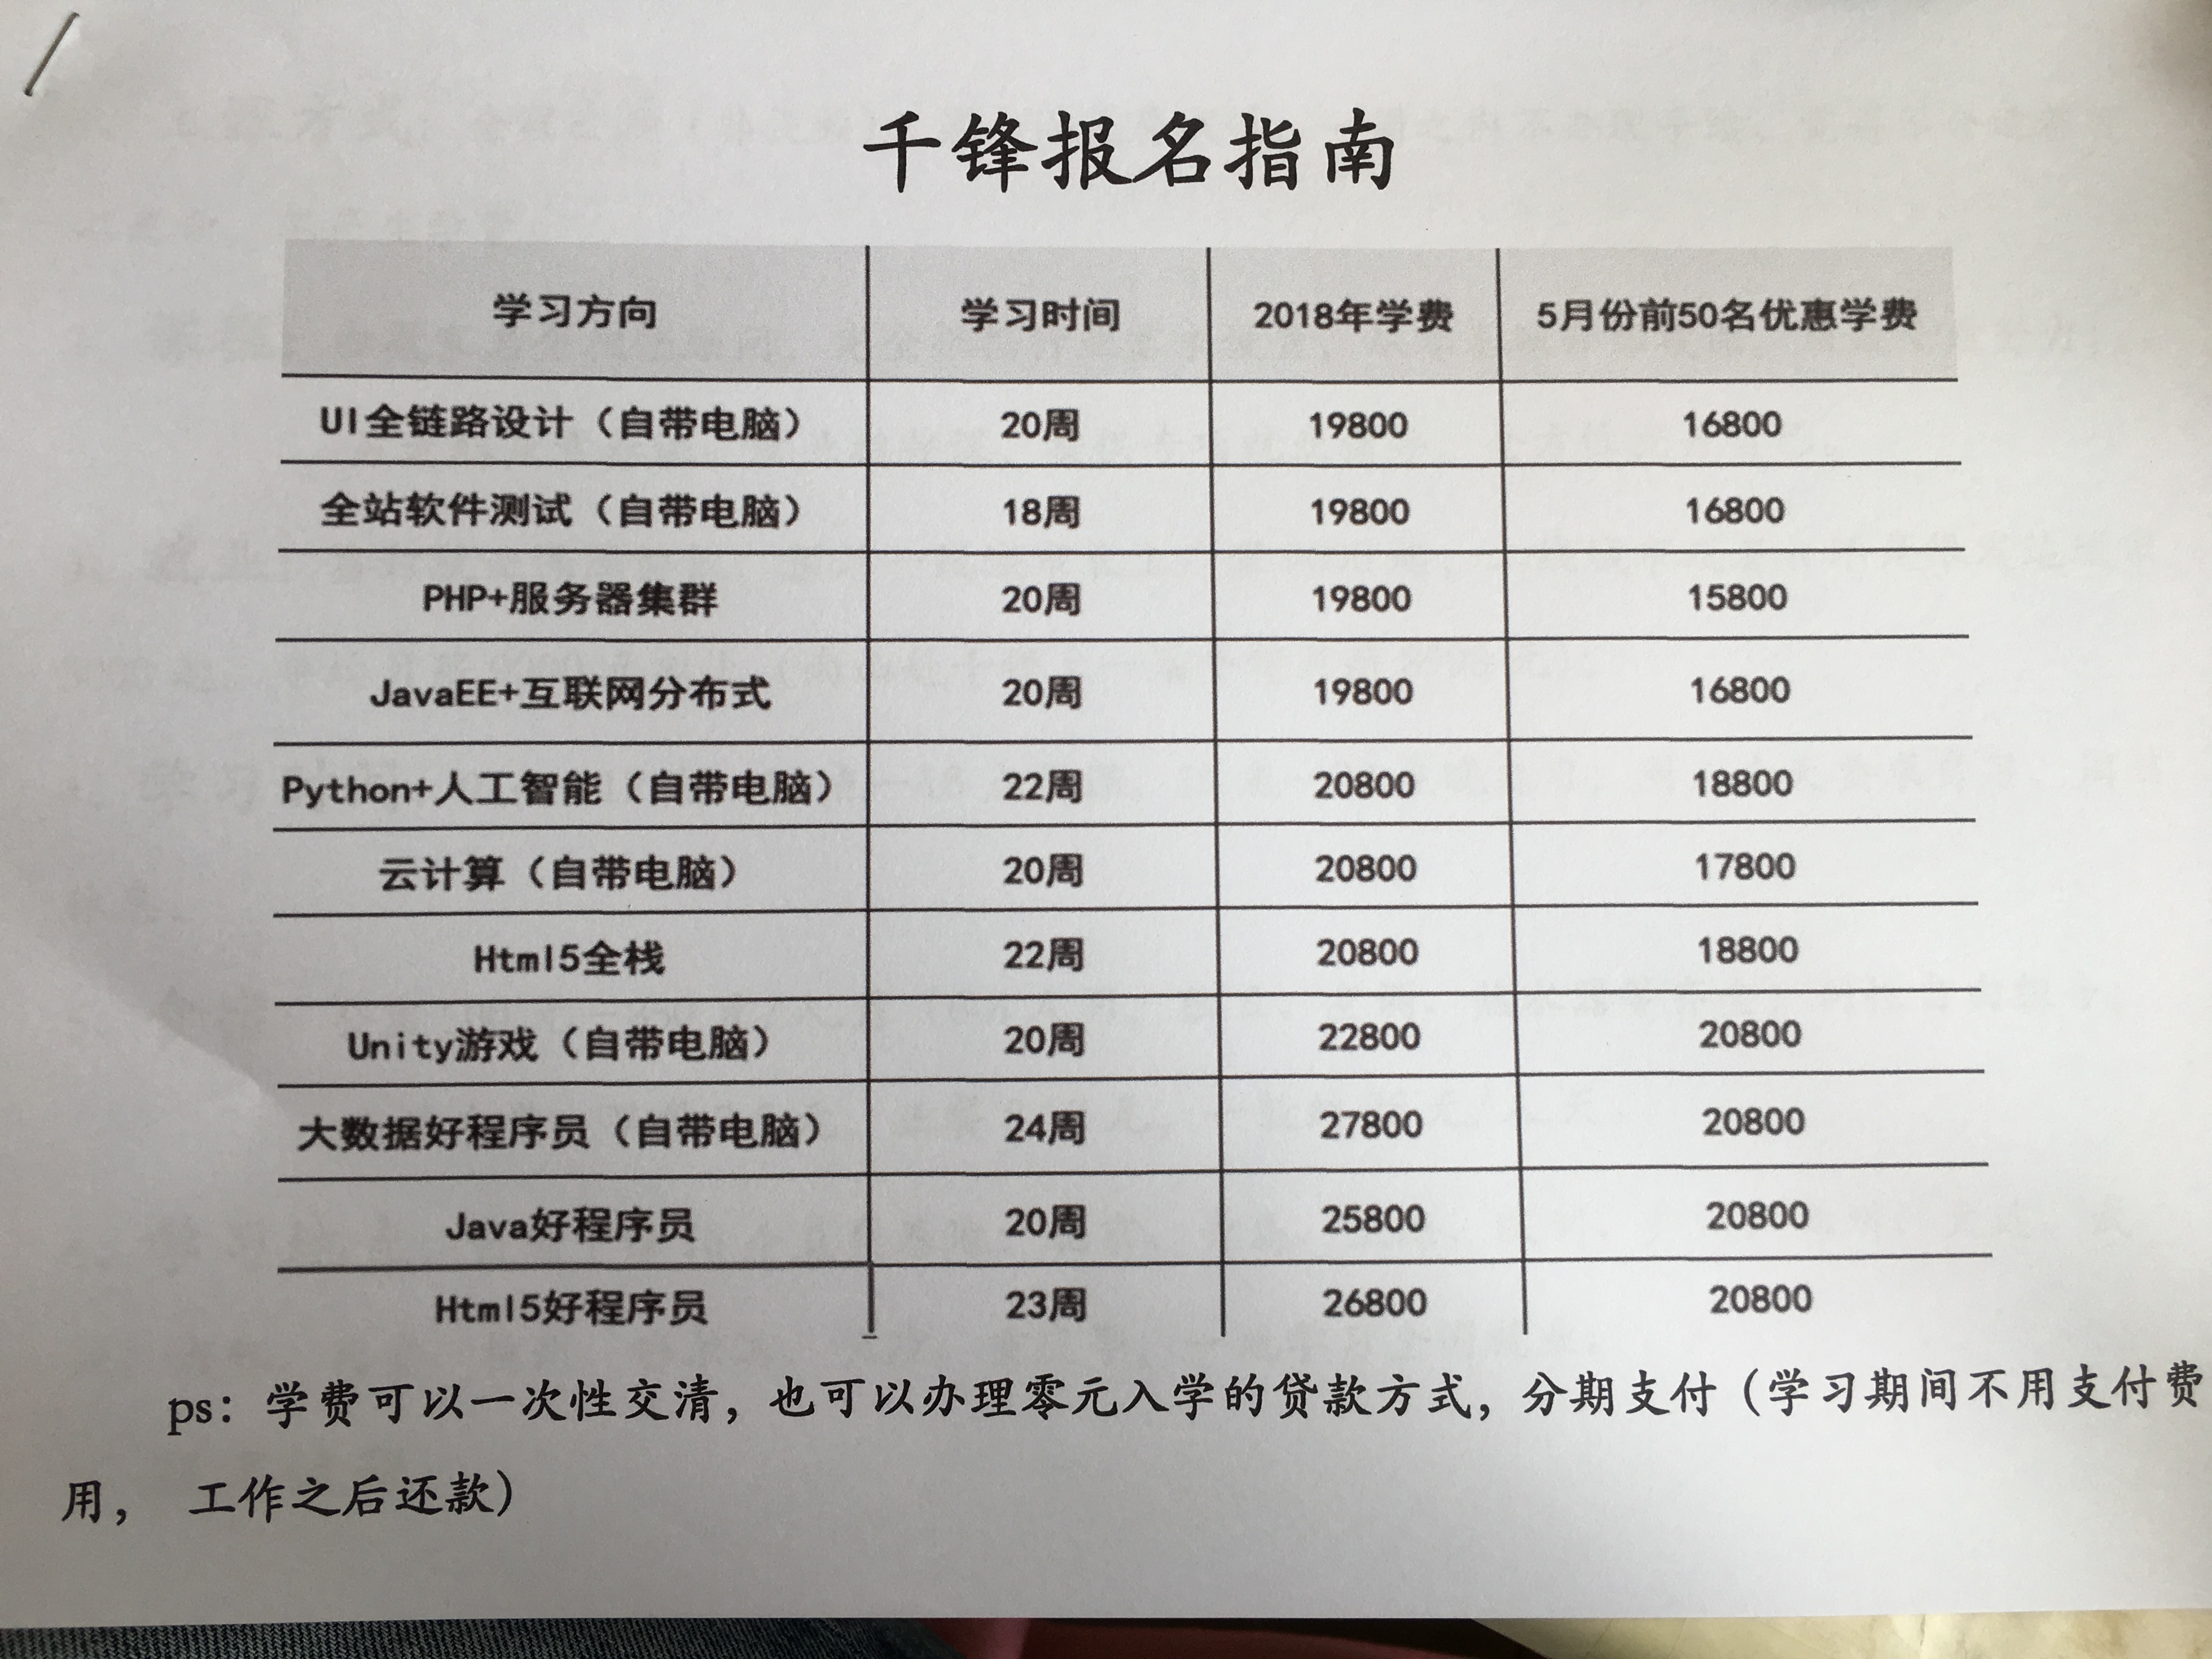 千锋报名指南
学习方向 学习时间 2018年学费 5月份前50名优惠学费
UI全链路设计（自带电脑） 20周 19800 16800
全站软件测试（自带电脑） 18周 19800 16800
PHP+服务器集群 20周 19800 15800
JavaEE+互联网分布式 20周 19800 16800
Python+人工智能（自带电脑） 22周 20800 18800
云计算（自带电脑） 20周 20800 17800
Html5全栈 22周 20800 18800
Unity游戏（自带电脑） 20周 22800 20800
大数据好程序员（自带电脑） 24周 27800 20800
Java好程序员 20周 25800 20800
Html5好程序员 23周 26800 20800
ps：学费可以一次性交清，也可以办理零元入学的贷款方式，分期支付（学习期间不用支付费
用，工作之后还款）